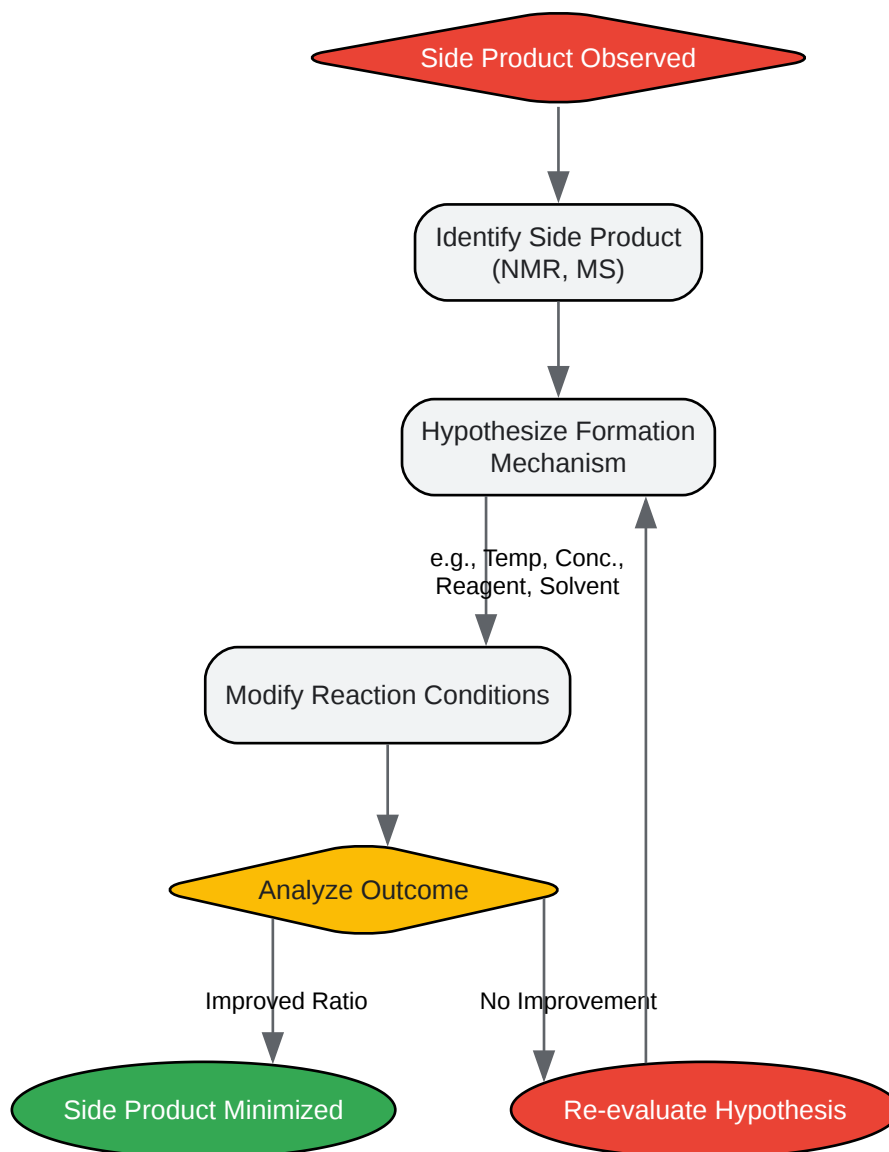 Side Product Observed
Identify Side Product
(NMR, MS)
Hypothesize Formation
Mechanism
e.g., Temp, Conc.,
Reagent, Solvent
Modify Reaction Conditions
Analyze Outcome
Improved Ratio
No Improvement
Side Product Minimized
Re-evaluate Hypothesis